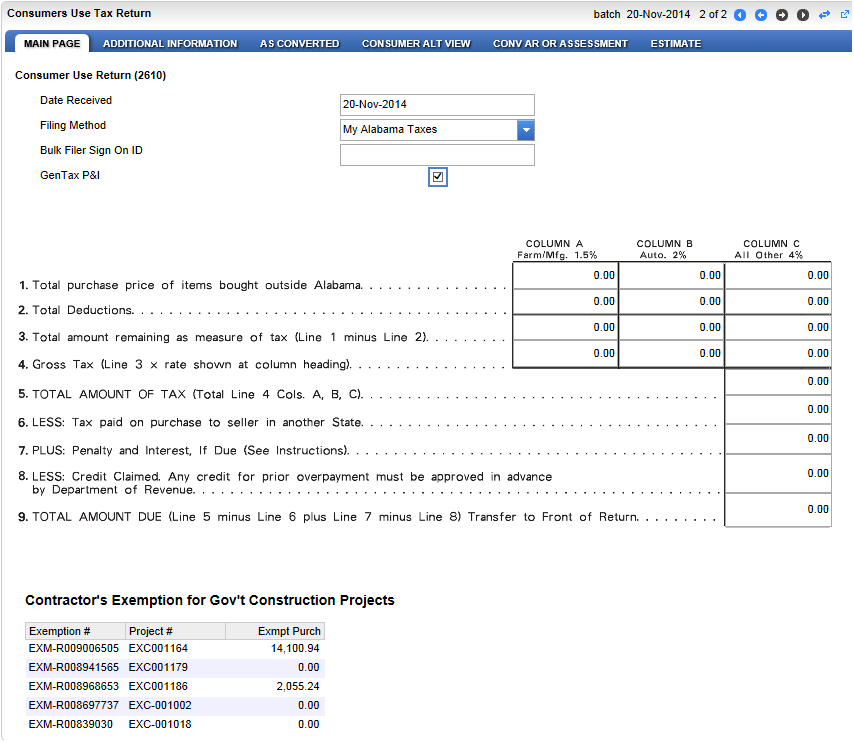 Consumers Use Tax Return batch 20-Nov-2014 2 of 2
MAIN PAGE ADDITIONAL INFORMATION AS CONVERTED CONSUMER ALT VIEW CONV AR OR ASSESSMENT ESTIMATE
Consumer Use Return (2610)
Date Received 20-Nov-2014
Filing Method My Alabama Taxes
Bulk Filer Sign On ID
GenTax P&I
COLUMN A COLUMN B COLUMN C
Farm/Mfg. 1.5% Auto. 2% All Other 4%
1. Total purchase price of items bought outside Alabama. . . . . . . . . . . . . . . . 0.00 0.00 0.00
2. Total Deductions. . . . . . . . . . . . . . . . . . . . . . . . . . . . . . . . . . . . . . . . 0.00 0.00 0.00
3. Total amount remaining as measure of tax (Line 1 minus Line 2). . . . . . . . . 0.00 0.00 0.00
4. Gross Tax (Line 3 x rate shown at column heading). . . . . . . . . . . . . . . . . 0.00 0.00 0.00
5. TOTAL AMOUNT OF TAX (Total Line 4 Cols. A, B, C). . . . . . . . . . . . . . . . . . . . . . . . . . . . . . . . . . . . . . 0.00
6. LESS: Tax paid on purchase to seller in another State. . . . . . . . . . . . . . . . . . . . . . . . . . . . . . . . . . . . . . 0.00
7. PLUS: Penalty and Interest, If Due (See Instructions). . . . . . . . . . . . . . . . . . . . . . . . . . . . . . . . . . . . . . . . 0.00
8. LESS: Credit Claimed. Any credit for prior overpayment must be approved in advance 0.00
by Department of Revenue. . . . . . . . . . . . . . . . . . . . . . . . . . . . . . . . . . . . . . . . . . . . . . . . . . . . . . . . . . .
9. TOTAL AMOUNT DUE (Line 5 minus Line 6 plus Line 7 minus Line 8) Transfer to Front of Return. . . . . . . . . 0.00
Contractor's Exemption for Gov't Construction Projects
Exemption # Project # Exmpt Purch
EXM-R009006505 EXC001164 14,100.94
EXM-R008941565 EXC001179 0.00
EXM-R008968653 EXC001186 2,055.24
EXM-R008697737 EXC-001002 0.00
EXM-R00839030 EXC-001018 0.00